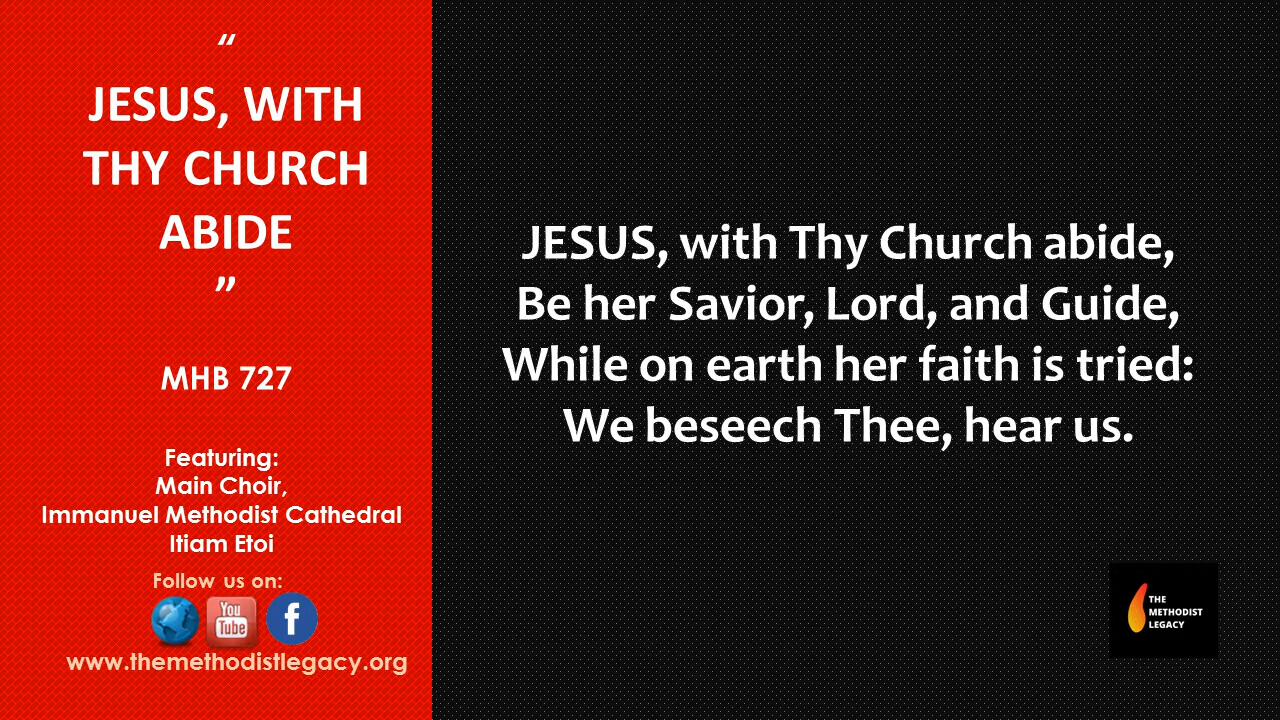 “
JESUS, WITH
THY CHURCH
ABIDE
”
MHB 727
Featuring:
Main Choir,
Immanuel Methodist Cathedral
Itiam Etoi
Follow us on:
You
Tube
f
www.themethodistlegacy.org
JESUS, with Thy Church abide,
Be her Savior, Lord, and Guide,
While on earth her faith is tried:
We beseech Thee, hear us.
THE
METHODIST
LEGACY